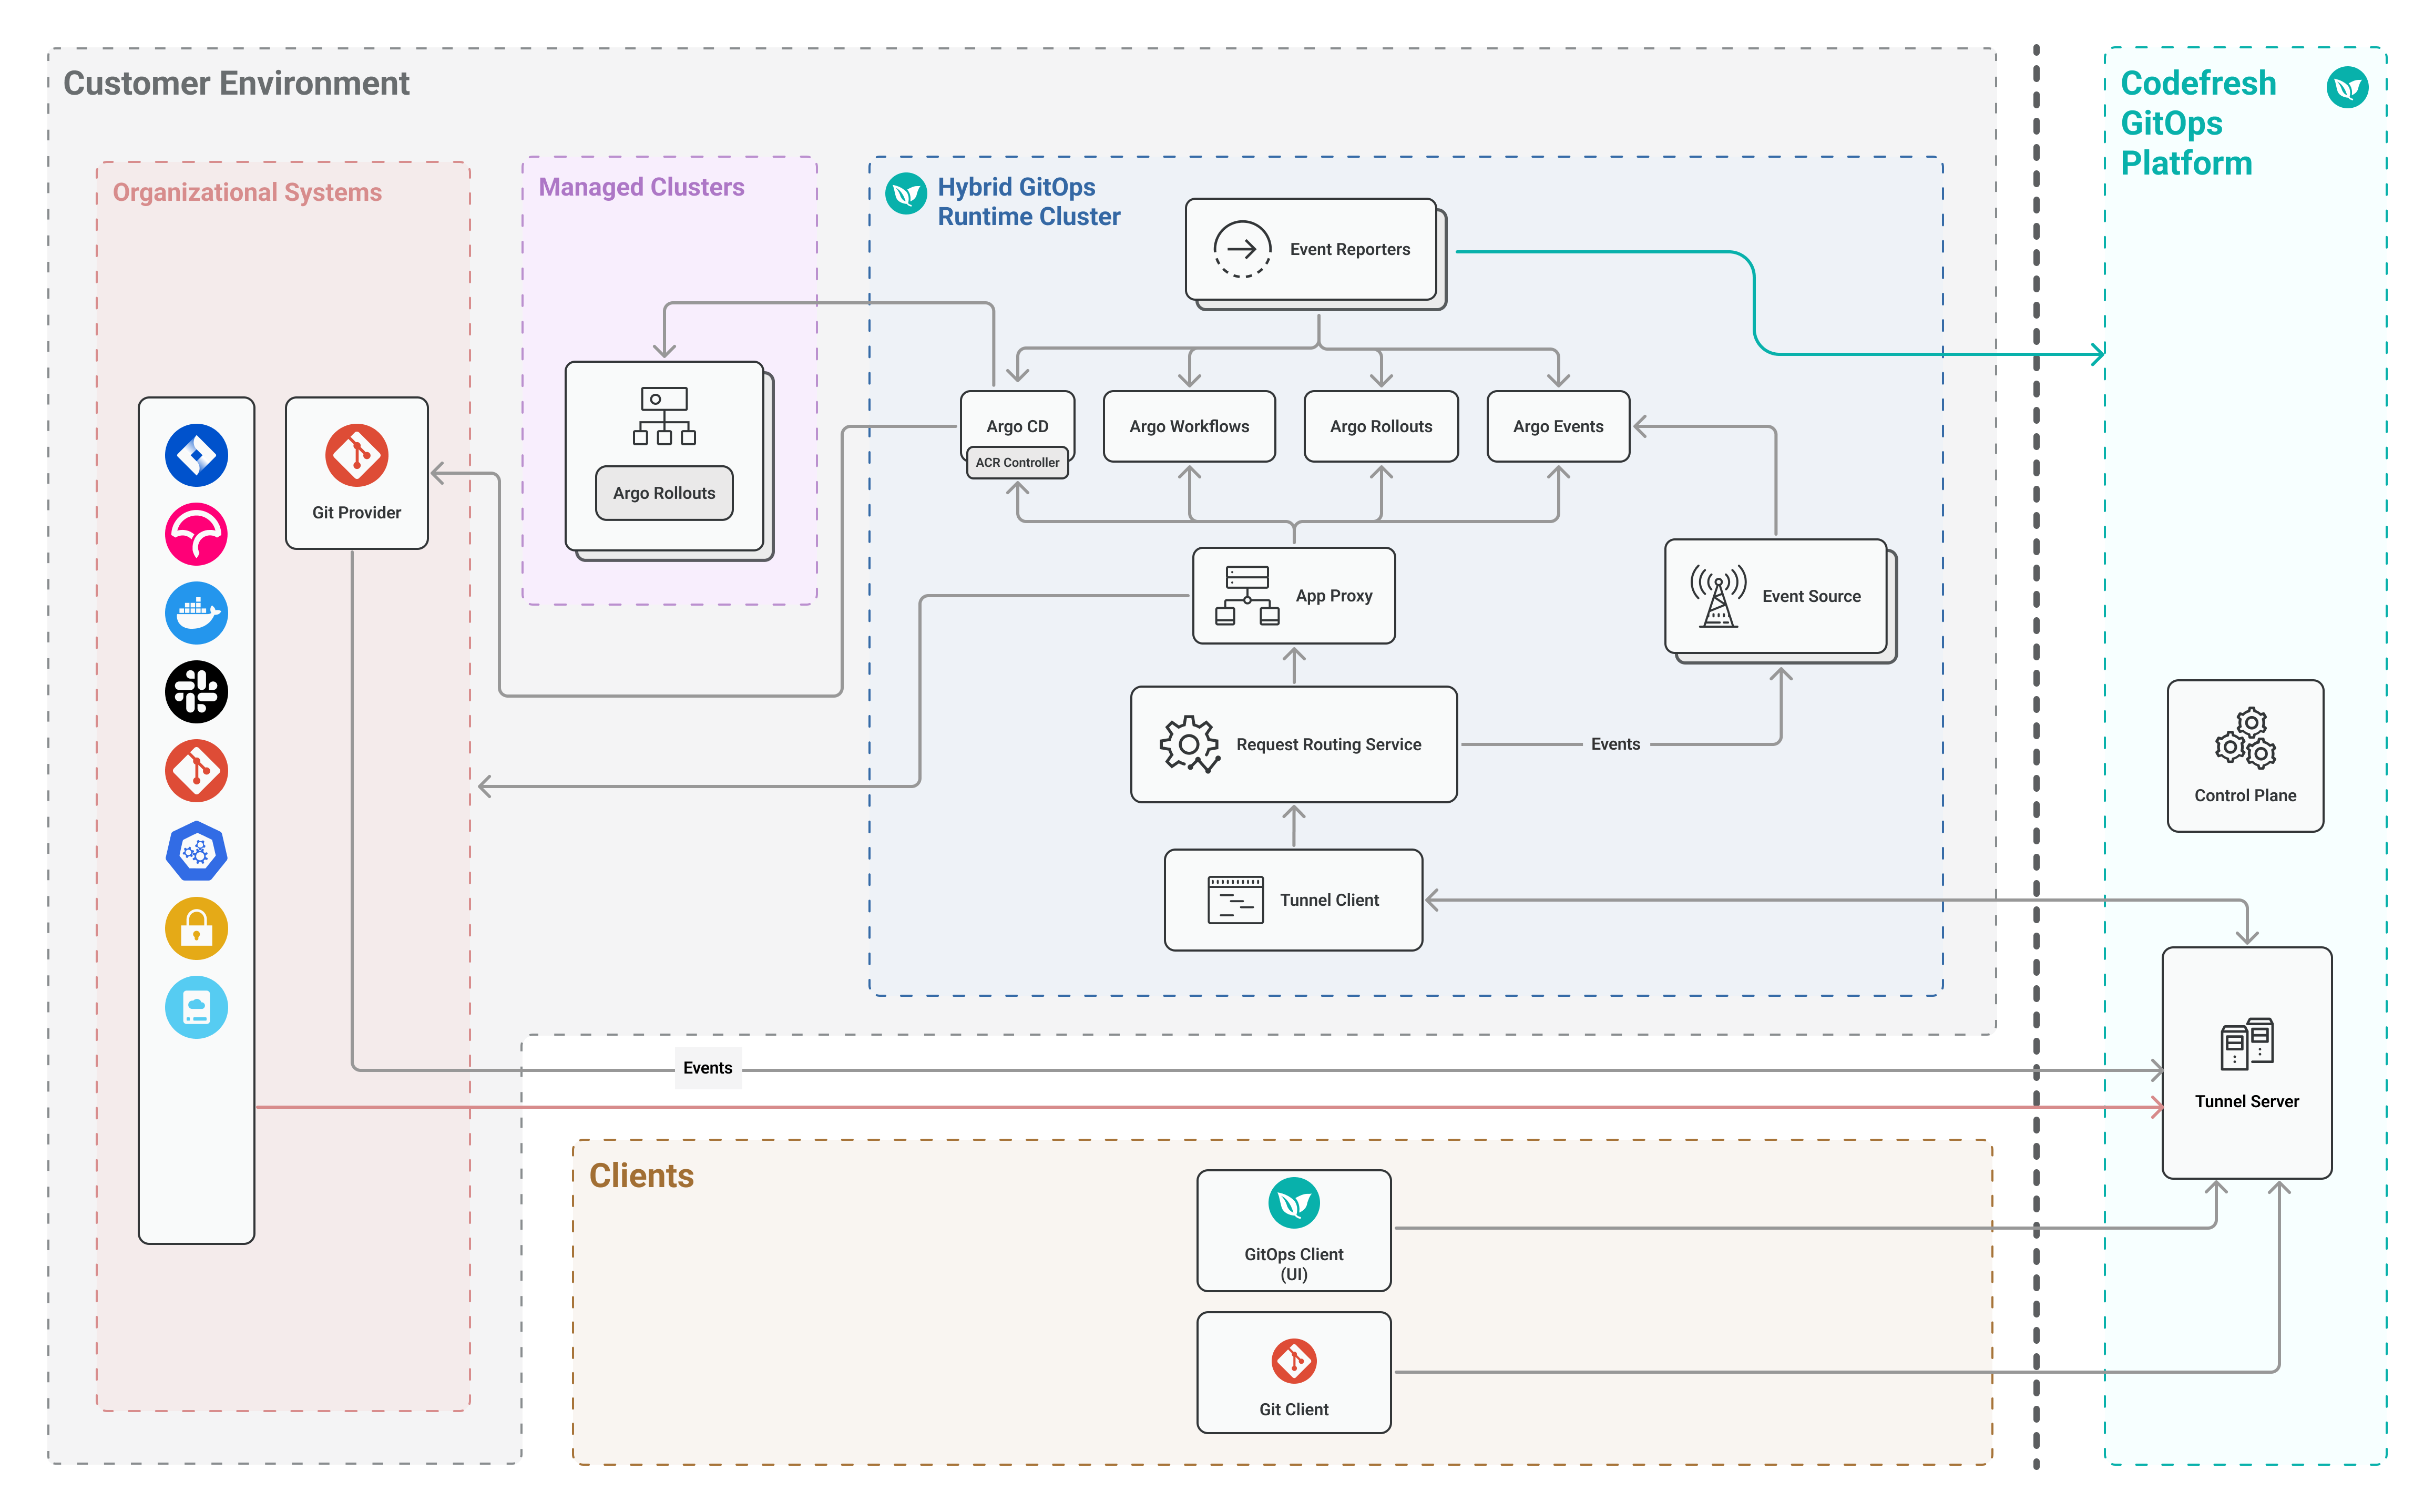 Customer Environment
Organizational Systems
Git Provider
Managed Clusters
Argo Rollouts
Hybrid GitOps
Runtime Cluster
Event Reporters
Argo CD
ACR Controller
Argo Workflows
Argo Rollouts
Argo Events
App Proxy
Event Source
Request Routing Service
Events
Tunnel Client
Codefresh
GitOps
Platform
Control Plane
Tunnel Server
Events
Clients
GitOps Client
(UI)
Git Client